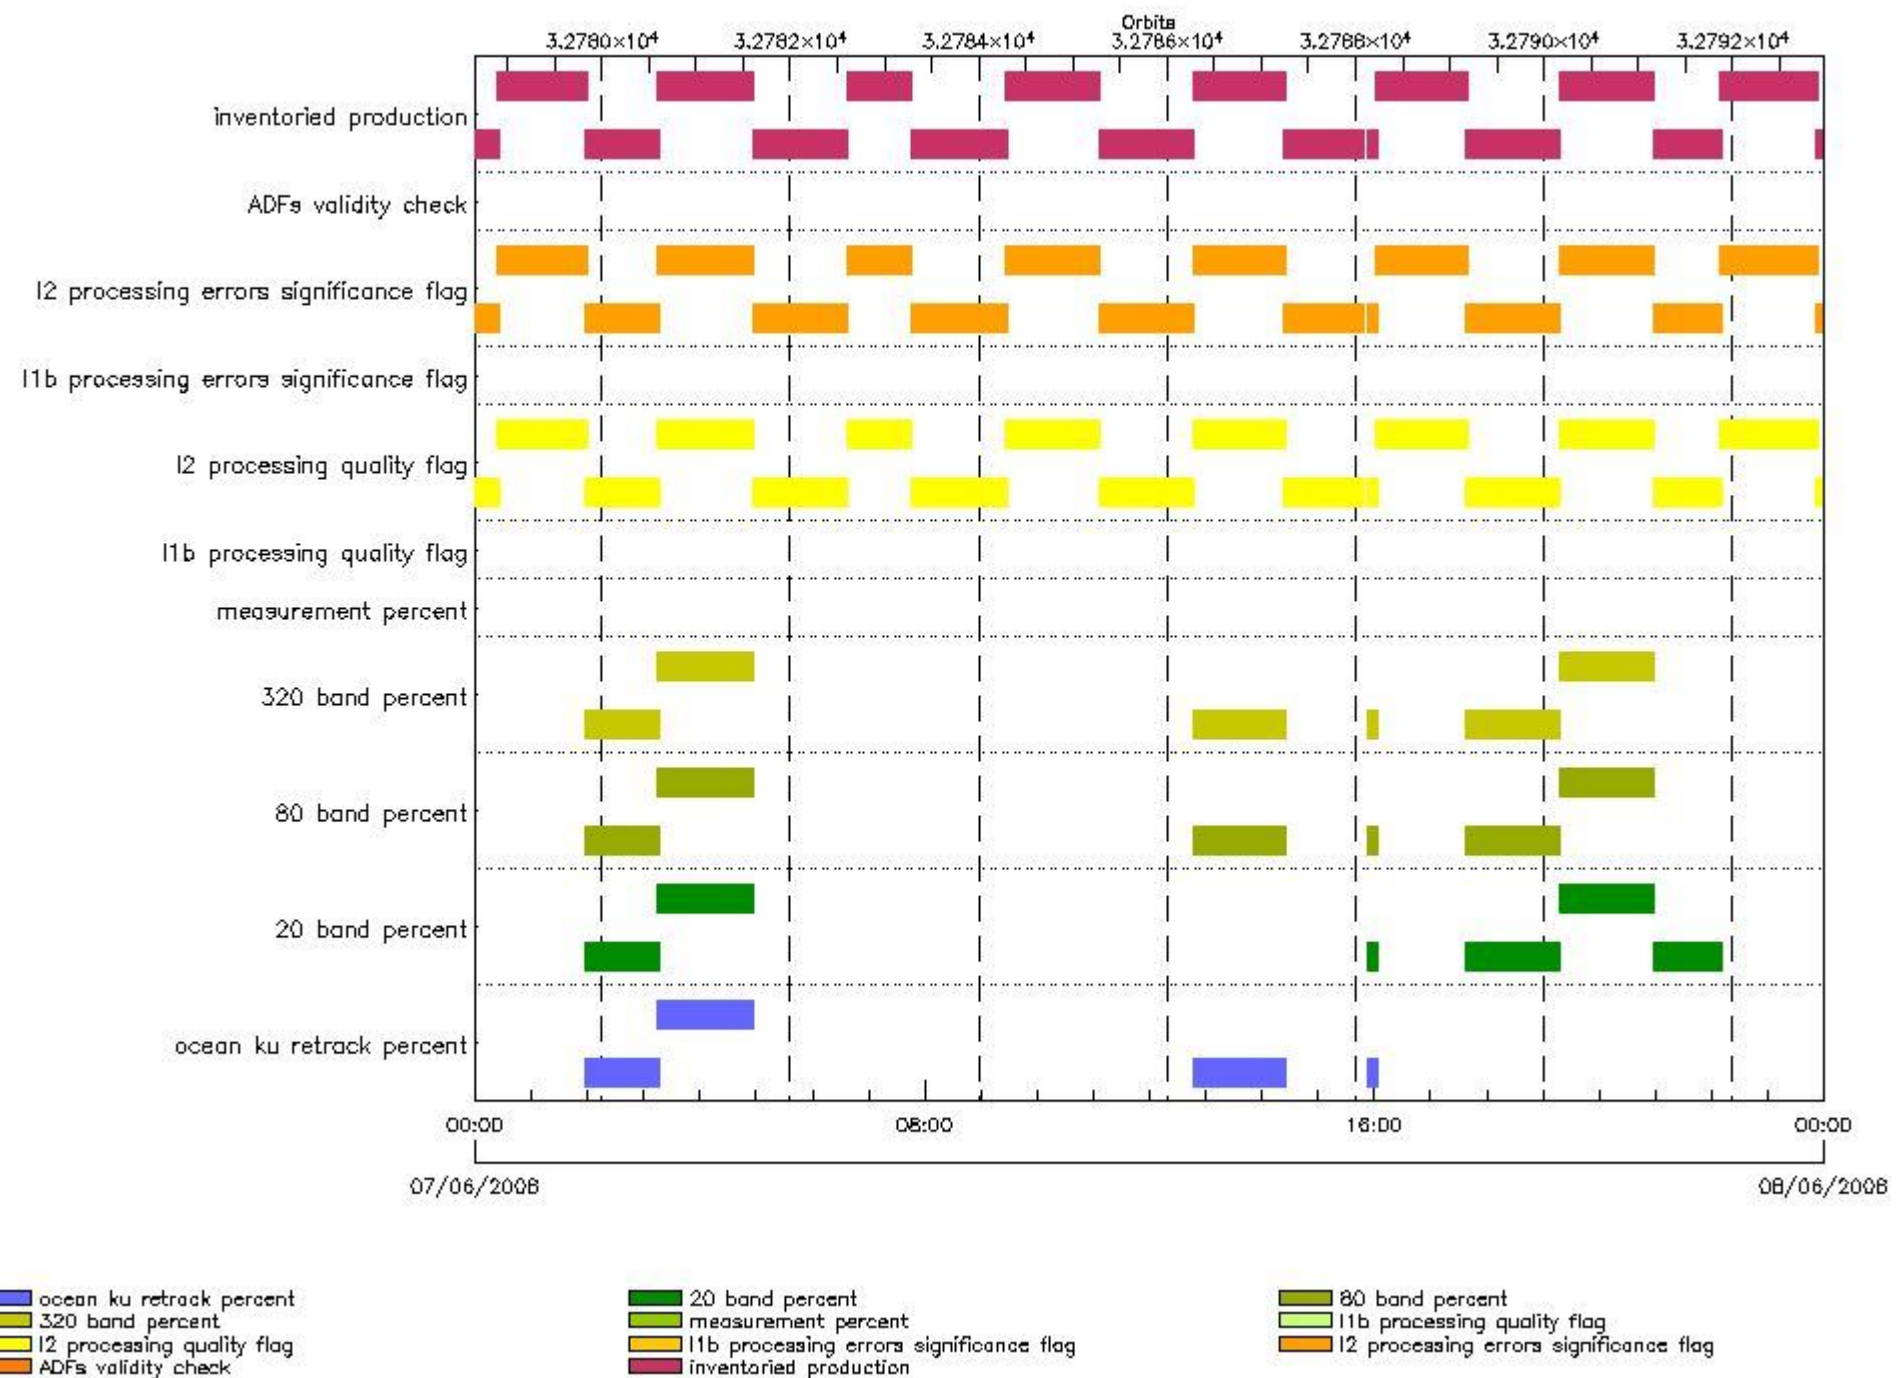 Orbits
3.2780×10⁴ 3.2782×10⁴ 3.2784×10⁴ 3.2786×10⁴ 3.2788×10⁴ 3.2790×10⁴ 3.2792×10⁴
inventoried production
ADFs validity check
l2 processing errors significance flag
l1b processing errors significance flag
l2 processing quality flag
l1b processing quality flag
measurement percent
320 band percent
80 band percent
20 band percent
ocean ku retrack percent
00:00 08:00 16:00 00:00
07/06/2008 08/06/2008
ocean ku retrack percent 20 band percent 80 band percent
320 band percent measurement percent l1b processing quality flag
l2 processing quality flag l1b processing errors significance flag l2 processing errors significance flag
ADFs validity check inventoried production